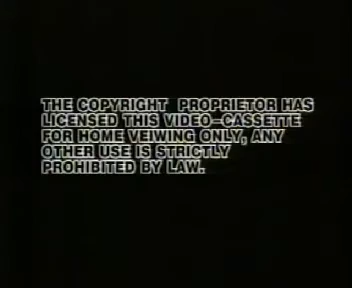 THE COPYRIGHT PROPRIETOR HAS
LICENSED THIS VIDEO-CASSETTE
FOR HOME VEIWING ONLY, ANY
OTHER USE IS STRICTLY
PROHIBITED BY LAW.